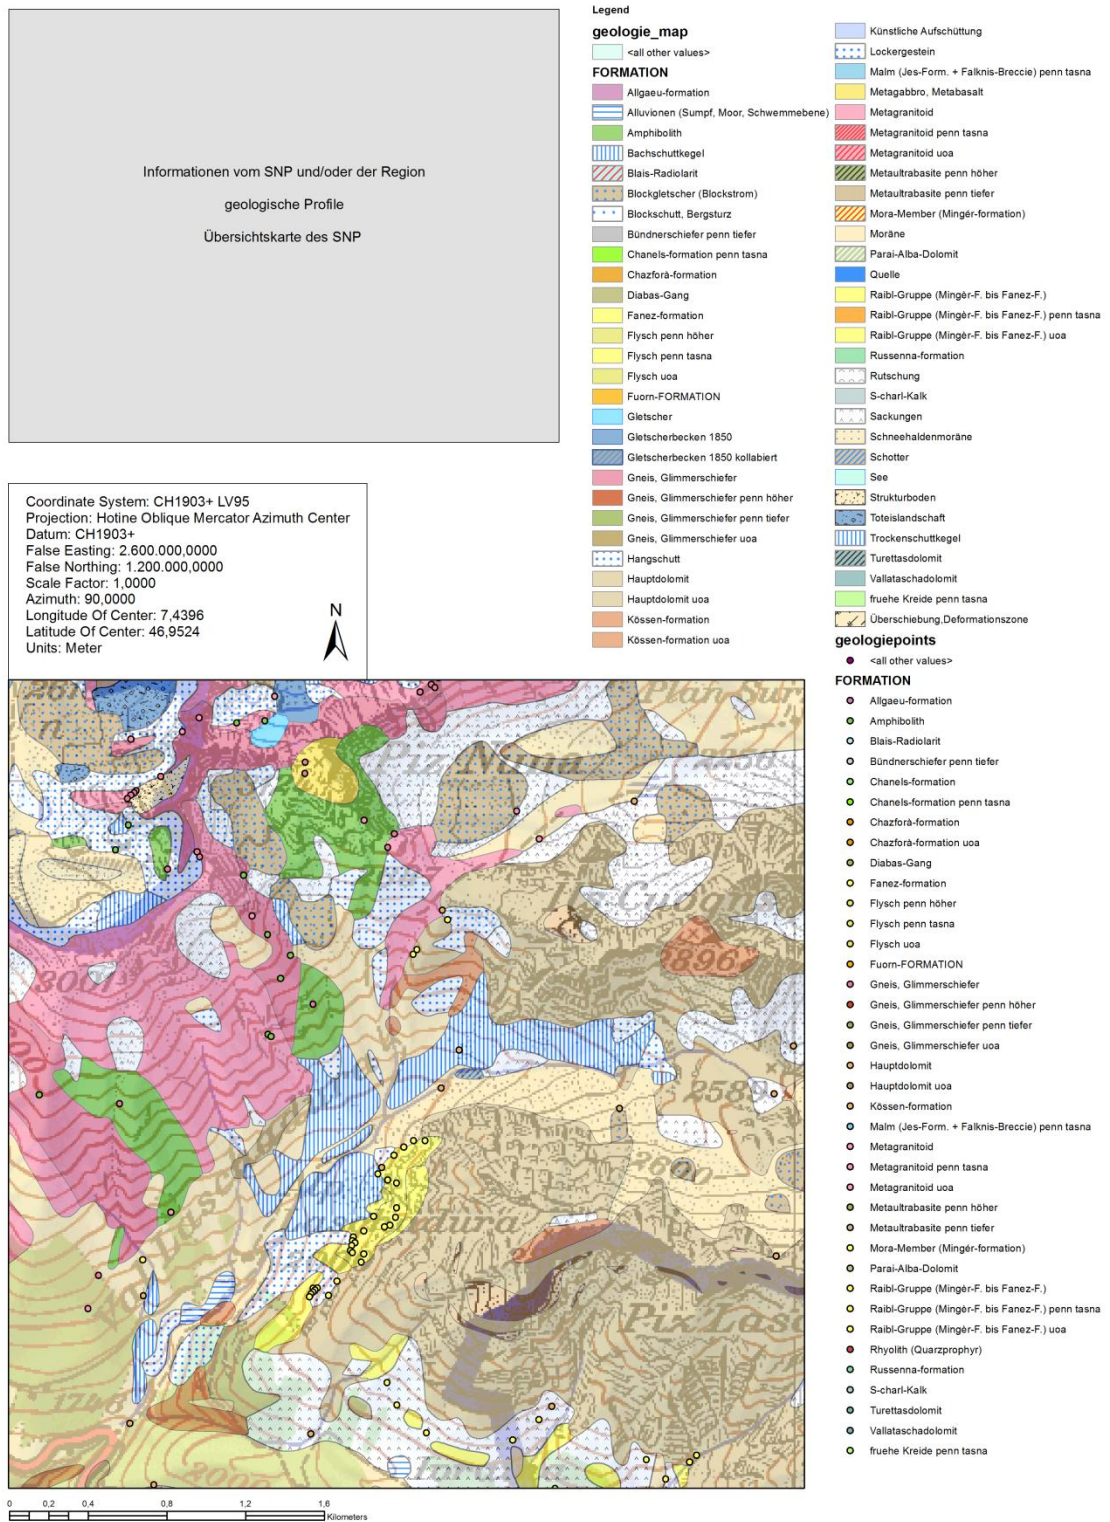 Informationen vom SNP und/oder der Region
geologische Profile
Übersichtskarte des SNP
Coordinate System: CH1903+ LV95
Projection: Hotine Oblique Mercator Azimuth Center
Datum: CH1903+
False Easting: 2.600.000,0000
False Northing: 1.200.000,0000
Scale Factor: 1,0000
Azimuth: 90,0000
Longitude Of Center: 7,4396
Latitude Of Center: 46,9524
Units: Meter
N
Legend
geologie_map
<all other values>
FORMATION
Allgaeu-formation
Alluvionen (Sumpf, Moor, Schwemmebene)
Amphibolith
Bachschuttkegel
Blais-Radiolarit
Blockgletscher (Blockstrom)
Blockschutt, Bergsturz
Bündnerschiefer penn tiefer
Chanels-formation penn tasna
Chazforà-formation
Diabas-Gang
Fanez-formation
Flysch penn höher
Flysch penn tasna
Flysch uoa
Fuorn-FORMATION
Gletscher
Gletscherbecken 1850
Gletscherbecken 1850 kollabiert
Gneis, Glimmerschiefer
Gneis, Glimmerschiefer penn höher
Gneis, Glimmerschiefer penn tiefer
Gneis, Glimmerschiefer uoa
Hangschutt
Hauptdolomit
Hauptdolomit uoa
Kössen-formation
Kössen-formation uoa
Künstliche Aufschüttung
Lockergestein
Malm (Jes-Form. + Falknis-Breccie) penn tasna
Metagabbro, Metabasalt
Metagranitoid
Metagranitoid penn tasna
Metagranitoid uoa
Metaultrabasite penn höher
Metaultrabasite penn tiefer
Mora-Member (Mingér-formation)
Moräne
Parai-Alba-Dolomit
Quelle
Raibl-Gruppe (Mingèr-F. bis Fanez-F.)
Raibl-Gruppe (Mingèr-F. bis Fanez-F.) penn tasna
Raibl-Gruppe (Mingèr-F. bis Fanez-F.) uoa
Russenna-formation
Rutschung
S-charl-Kalk
Sackungen
Schneehaldenmoräne
Schotter
See
Strukturboden
Toteislandschaft
Trockenschuttkegel
Turettasdolomit
Vallataschadolomit
fruehe Kreide penn tasna
Überschiebung,Deformationszone
geologiepoints
<all other values>
FORMATION
Allgaeu-formation
Amphibolith
Blais-Radiolarit
Bündnerschiefer penn tiefer
Chanels-formation
Chanels-formation penn tasna
Chazforà-formation
Chazforà-formation uoa
Diabas-Gang
Fanez-formation
Flysch penn höher
Flysch penn tasna
Flysch uoa
Fuorn-FORMATION
Gneis, Glimmerschiefer
Gneis, Glimmerschiefer penn höher
Gneis, Glimmerschiefer penn tiefer
Gneis, Glimmerschiefer uoa
Hauptdolomit
Hauptdolomit uoa
Kössen-formation
Malm (Jes-Form. + Falknis-Breccie) penn tasna
Metagranitoid
Metagranitoid penn tasna
Metagranitoid uoa
Metaultrabasite penn höher
Metaultrabasite penn tiefer
Mora-Member (Mingér-formation)
Parai-Alba-Dolomit
Raibl-Gruppe (Mingèr-F. bis Fanez-F.)
Raibl-Gruppe (Mingèr-F. bis Fanez-F.) penn tasna
Raibl-Gruppe (Mingèr-F. bis Fanez-F.) uoa
Rhyolith (Quarzprophyr)
Russenna-formation
S-charl-Kalk
Turettasdolomit
Vallataschadolomit
fruehe Kreide penn tasna
2589
0 0,2 0,4 0,8 1,2 1,6
Kilometers